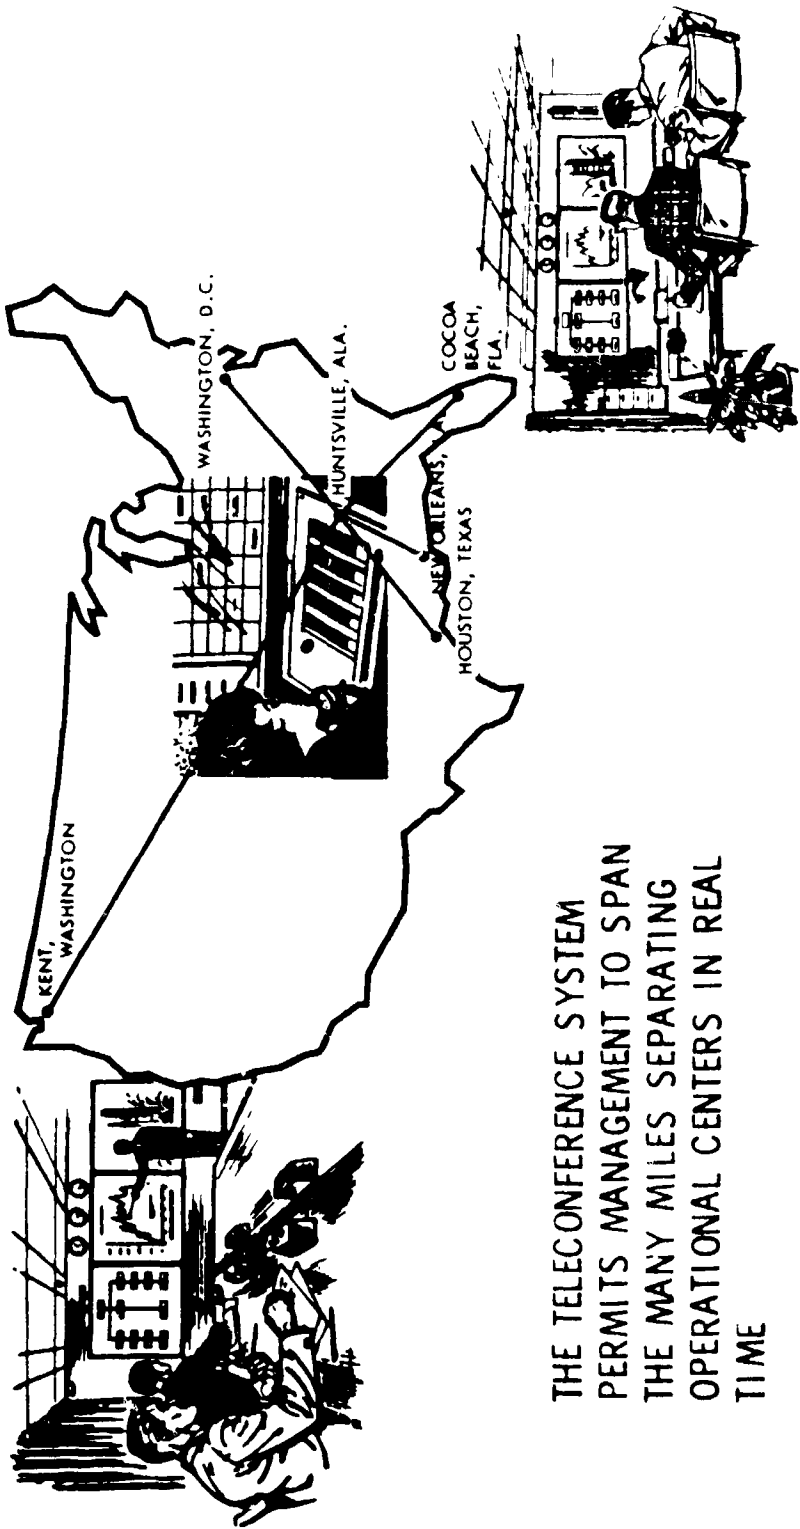 KENT,
WASHINGTON
WASHINGTON, D.C.
HUNTSVILLE, ALA.
COCOA
BEACH,
FLA.
NEW ORLEANS,
HOUSTON, TEXAS
THE TELECONFERENCE SYSTEM
PERMITS MANAGEMENT TO SPAN
THE MANY MILES SEPARATING
OPERATIONAL CENTERS IN REAL
TIME